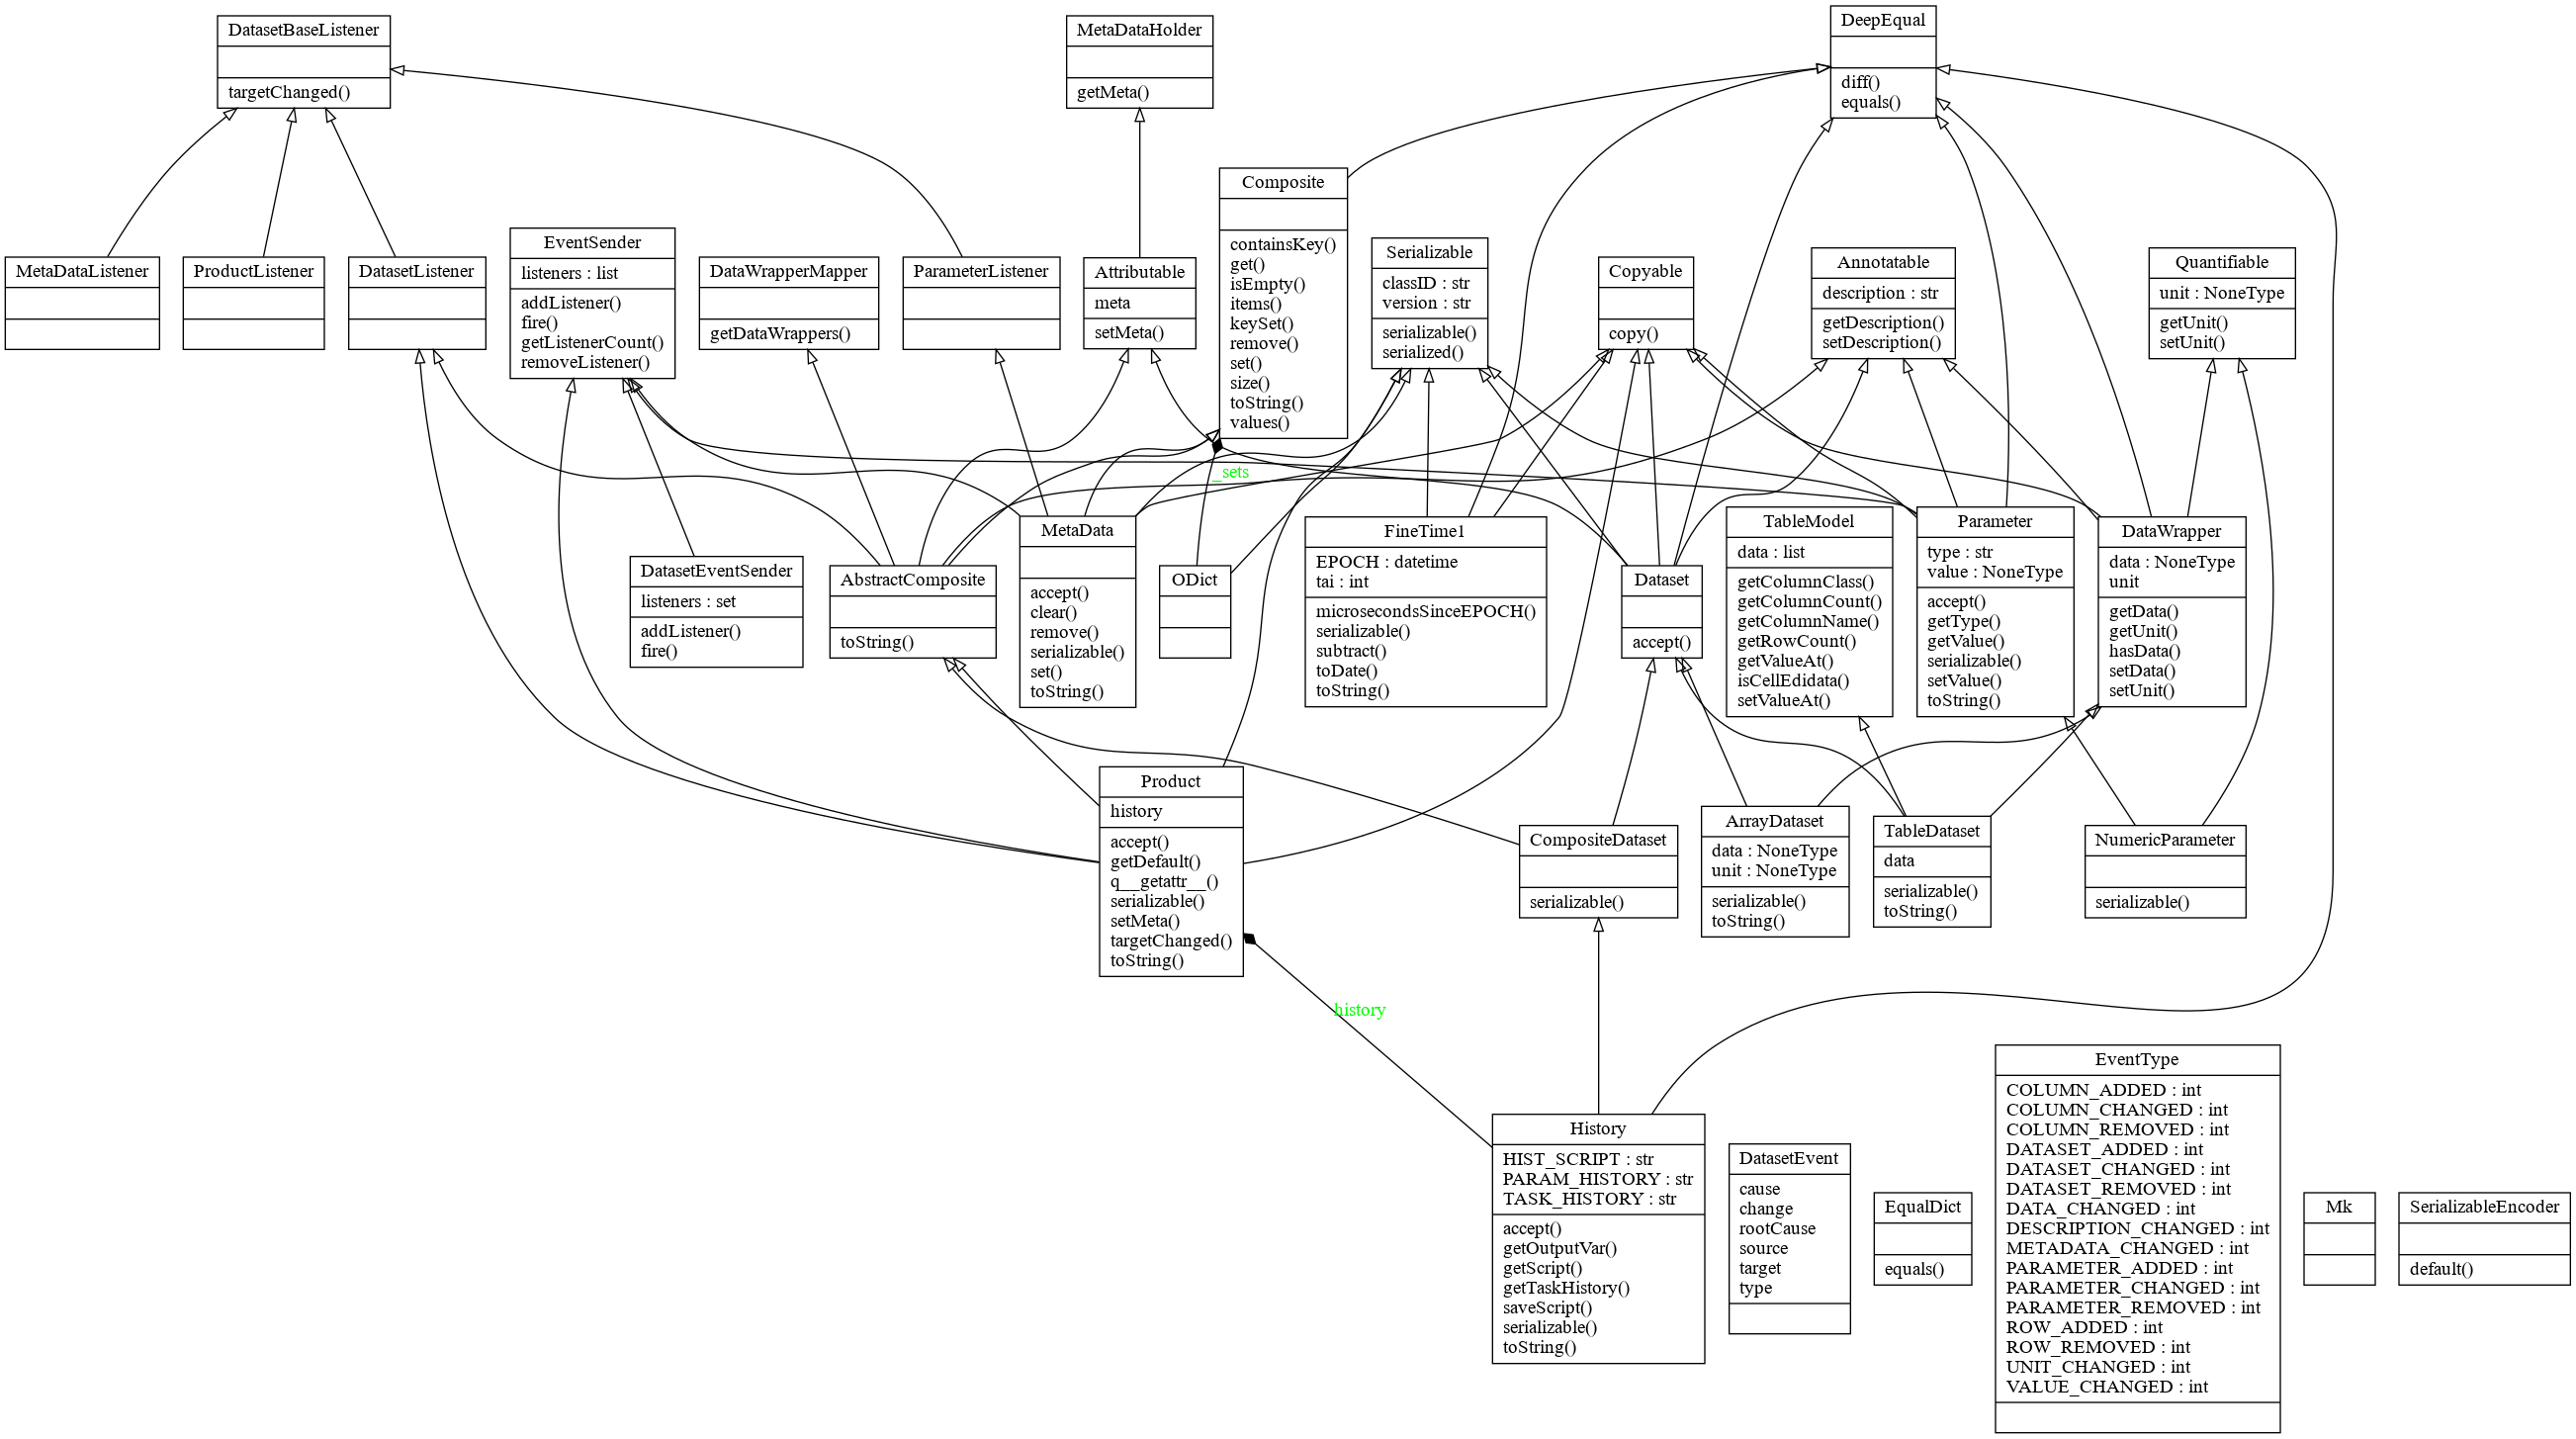 DatasetBaseListener
targetChanged()
MetaDataHolder
getMeta()
DeepEqual
diff()
equals()
Composite
containsKey()
get()
isEmpty()
items()
keySet()
remove()
set()
size()
toString()
values()
MetaDataListener
ProductListener
DatasetListener
EventSender
listeners : list
addListener()
fire()
getListenerCount()
removeListener()
DataWrapperMapper
getDataWrappers()
ParameterListener
Attributable
meta
setMeta()
Serializable
classID : str
version : str
serializable()
serialized()
Copyable
copy()
Annotatable
description : str
getDescription()
setDescription()
Quantifiable
unit : NoneType
getUnit()
setUnit()
_sets
DatasetEventSender
listeners : set
addListener()
fire()
AbstractComposite
toString()
MetaData
accept()
clear()
remove()
serializable()
set()
toString()
ODict
FineTime1
EPOCH : datetime
tai : int
microsecondsSinceEPOCH()
serializable()
subtract()
toDate()
toString()
Dataset
accept()
TableModel
data : list
getColumnClass()
getColumnCount()
getColumnName()
getRowCount()
getValueAt()
isCellEdidata()
setValueAt()
Parameter
type : str
value : NoneType
accept()
getType()
getValue()
serializable()
setValue()
toString()
DataWrapper
data : NoneType
unit
getData()
getUnit()
hasData()
setData()
setUnit()
Product
history
accept()
getDefault()
q__getattr__()
serializable()
setMeta()
targetChanged()
toString()
CompositeDataset
serializable()
ArrayDataset
data : NoneType
unit : NoneType
serializable()
toString()
TableDataset
data
serializable()
toString()
NumericParameter
serializable()
history
History
HIST_SCRIPT : str
PARAM_HISTORY : str
TASK_HISTORY : str
accept()
getOutputVar()
getScript()
getTaskHistory()
saveScript()
serializable()
toString()
DatasetEvent
cause
change
rootCause
source
target
type
EqualDict
equals()
EventType
COLUMN_ADDED : int
COLUMN_CHANGED : int
COLUMN_REMOVED : int
DATASET_ADDED : int
DATASET_CHANGED : int
DATASET_REMOVED : int
DATA_CHANGED : int
DESCRIPTION_CHANGED : int
METADATA_CHANGED : int
PARAMETER_ADDED : int
PARAMETER_CHANGED : int
PARAMETER_REMOVED : int
ROW_ADDED : int
ROW_REMOVED : int
UNIT_CHANGED : int
VALUE_CHANGED : int
Mk
SerializableEncoder
default()